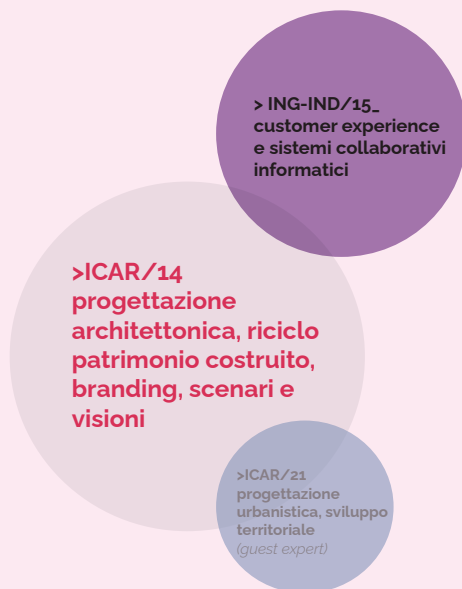 > ING-IND/15_
customer experience
e sistemi collaborativi
informatici
>ICAR/14
progettazione
architettonica, riciclo
patrimonio costruito,
branding, scenari e
visioni
>ICAR/21
progettazione
urbanistica, sviluppo
territoriale
(guest expert)